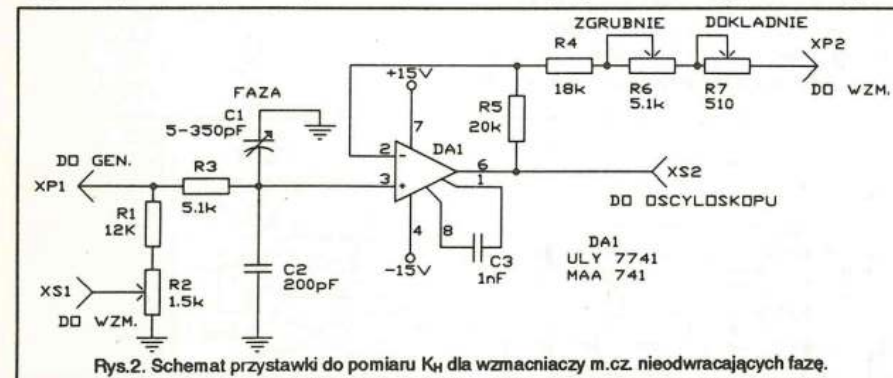 ZGRUBNIE
DOKLADNIE
R4
XP2
+15V
18k
R6
5.1k
R7
510
DO WZM.
FAZA
C1
5-350pF
R5
20k
7
DA1
2
-
6
XS2
DO GEN.
R3
XP1
5.1k
3
+
1
DO OSCYLOSKOPU
R1
12K
4
8
C3
1nF
DA1
ULY 7741
MAA 741
C2
200pF
-15V
XS1
R2
1.5k
DO WZM.
Rys.2. Schemat przystawki do pomiaru KH dla wzmacniaczy m.cz. nieodwracających fazę.